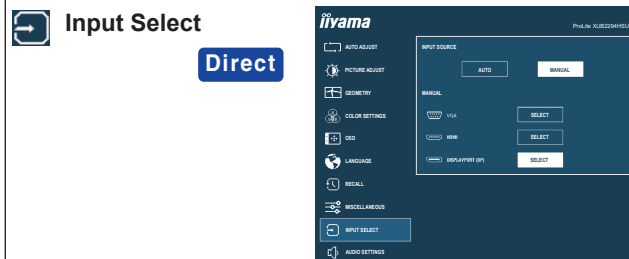 Input Select
Direct
iiyama
ProLite XUB2294HSU
AUTO ADJUST
INPUT SOURCE
PICTURE ADJUST
AUTO
MANUAL
GEOMETRY
MANUAL
COLOR SETTINGS
VGA
SELECT
OSD
HDMI
SELECT
LANGUAGE
DISPLAYPORT (DP)
SELECT
RECALL
MISCELLANEOUS
INPUT SELECT
AUDIO SETTINGS